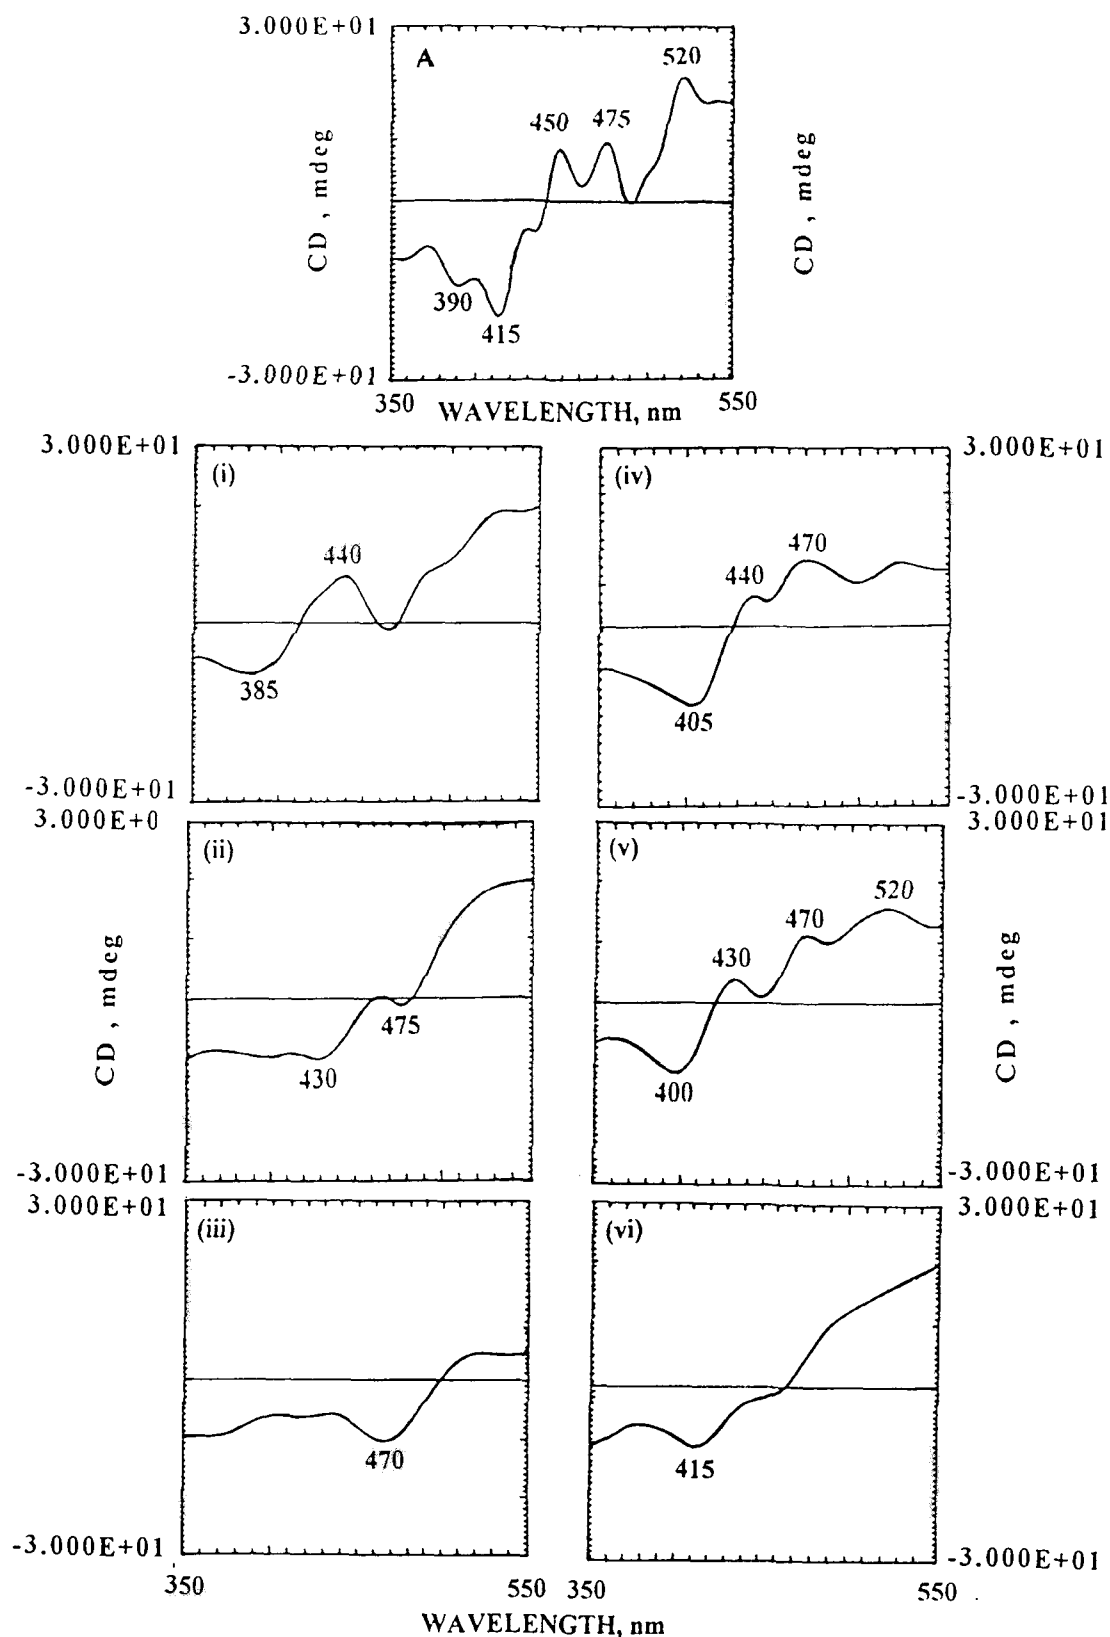 3.000E+01
A
520
450
475
CD , mdeg
CD , mdeg
390
415
-3.000E+01
350
WAVELENGTH, nm
550
3.000E+01
(i)
440
385
-3.000E+01
(iv)
3.000E+01
470
440
405
-3.000E+01
3.000E+0
(ii)
CD , mdeg
475
430
-3.000E+01
3.000E+01
(v)
520
470
430
CD , mdeg
400
-3.000E+01
3.000E+01
(iii)
470
-3.000E+01
3.000E+01
(vi)
415
-3.000E+01
350
550
350
550
WAVELENGTH, nm